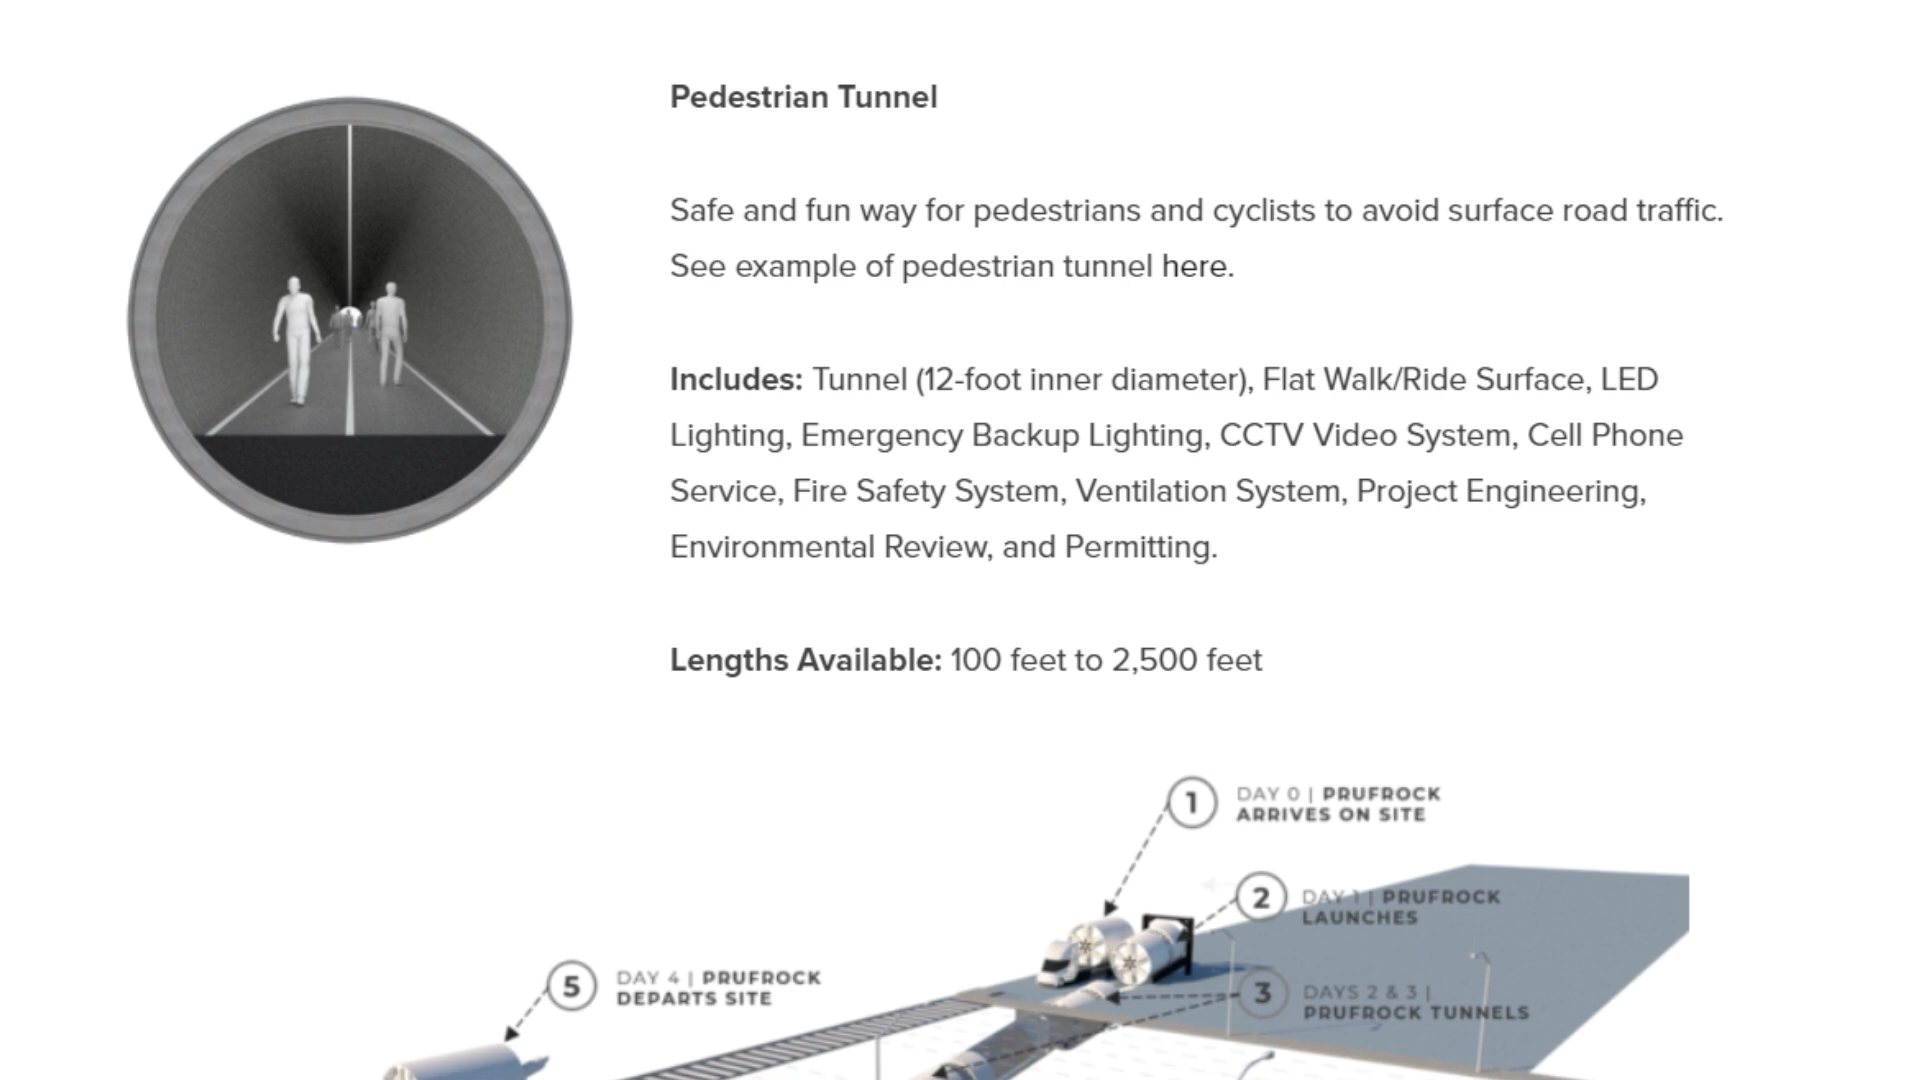 Pedestrian Tunnel
Safe and fun way for pedestrians and cyclists to avoid surface road traffic.
See example of pedestrian tunnel here.
Includes: Tunnel (12-foot inner diameter), Flat Walk/Ride Surface, LED
Lighting, Emergency Backup Lighting, CCTV Video System, Cell Phone
Service, Fire Safety System, Ventilation System, Project Engineering,
Environmental Review, and Permitting.
Lengths Available: 100 feet to 2,500 feet
1
DAY 0 | PRUFROCK
ARRIVES ON SITE
2
DAY 1 | PRUFROCK
LAUNCHES
5
DAY 4 | PRUFROCK
DEPARTS SITE
3
DAYS 2 & 3 |
PRUFROCK TUNNELS